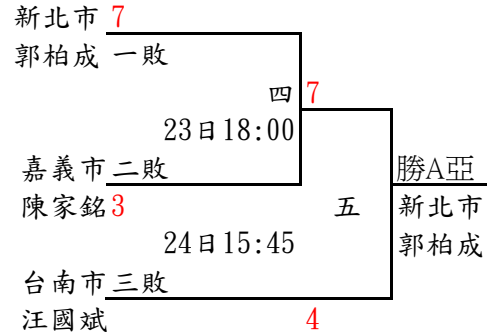 新北市 7
郭柏成 一敗
四 7
23日18:00
嘉義市 二敗
勝A亞
陳家銘 3
五 新北市
24日15:45 郭柏成
台南市 三敗
汪國斌 4